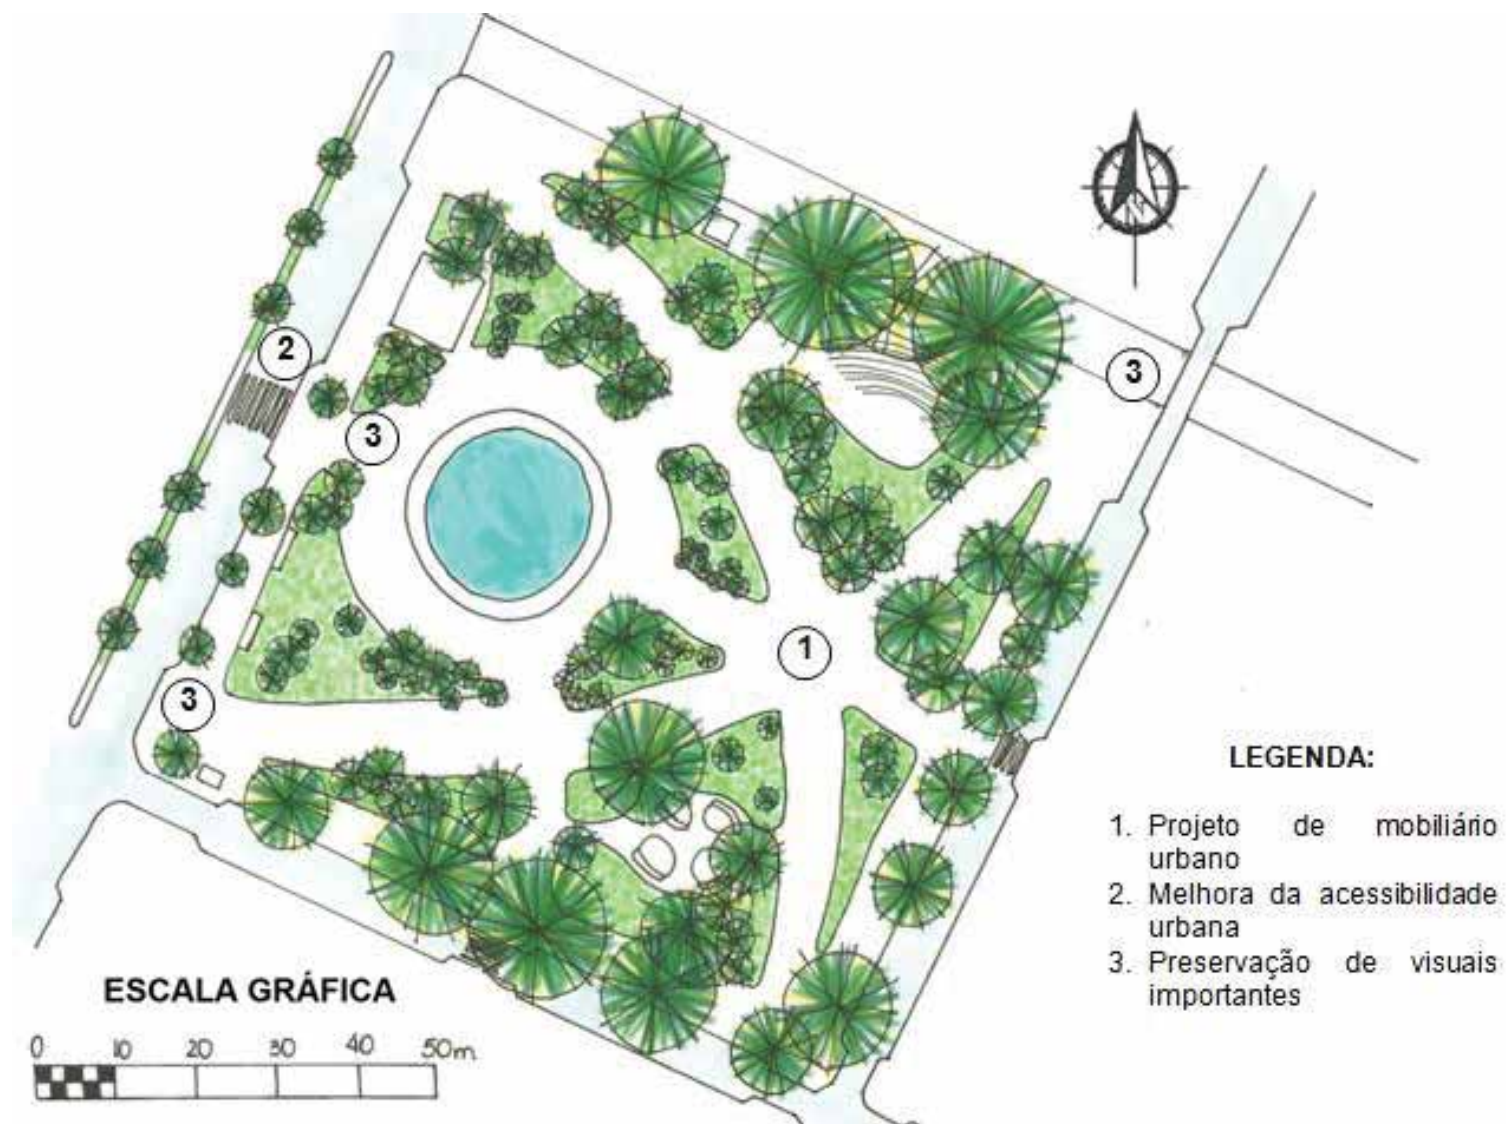 N
2
3
3
1
3
LEGENDA:
1. Projeto de mobiliário
urbano
2. Melhora da acessibilidade
urbana
3. Preservação de visuais
importantes
ESCALA GRÁFICA
0 10 20 30 40 50m.